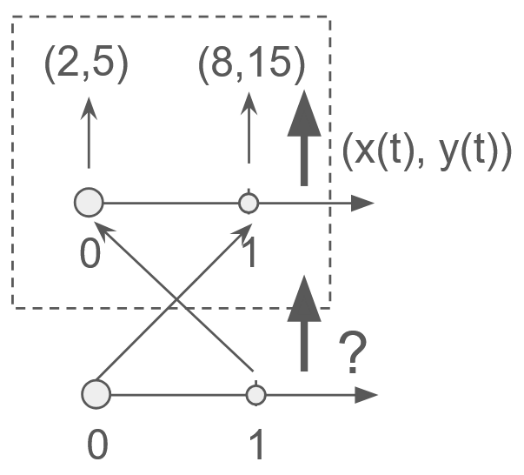 (2,5) (8,15)
(x(t), y(t))
0 1
?
0 1